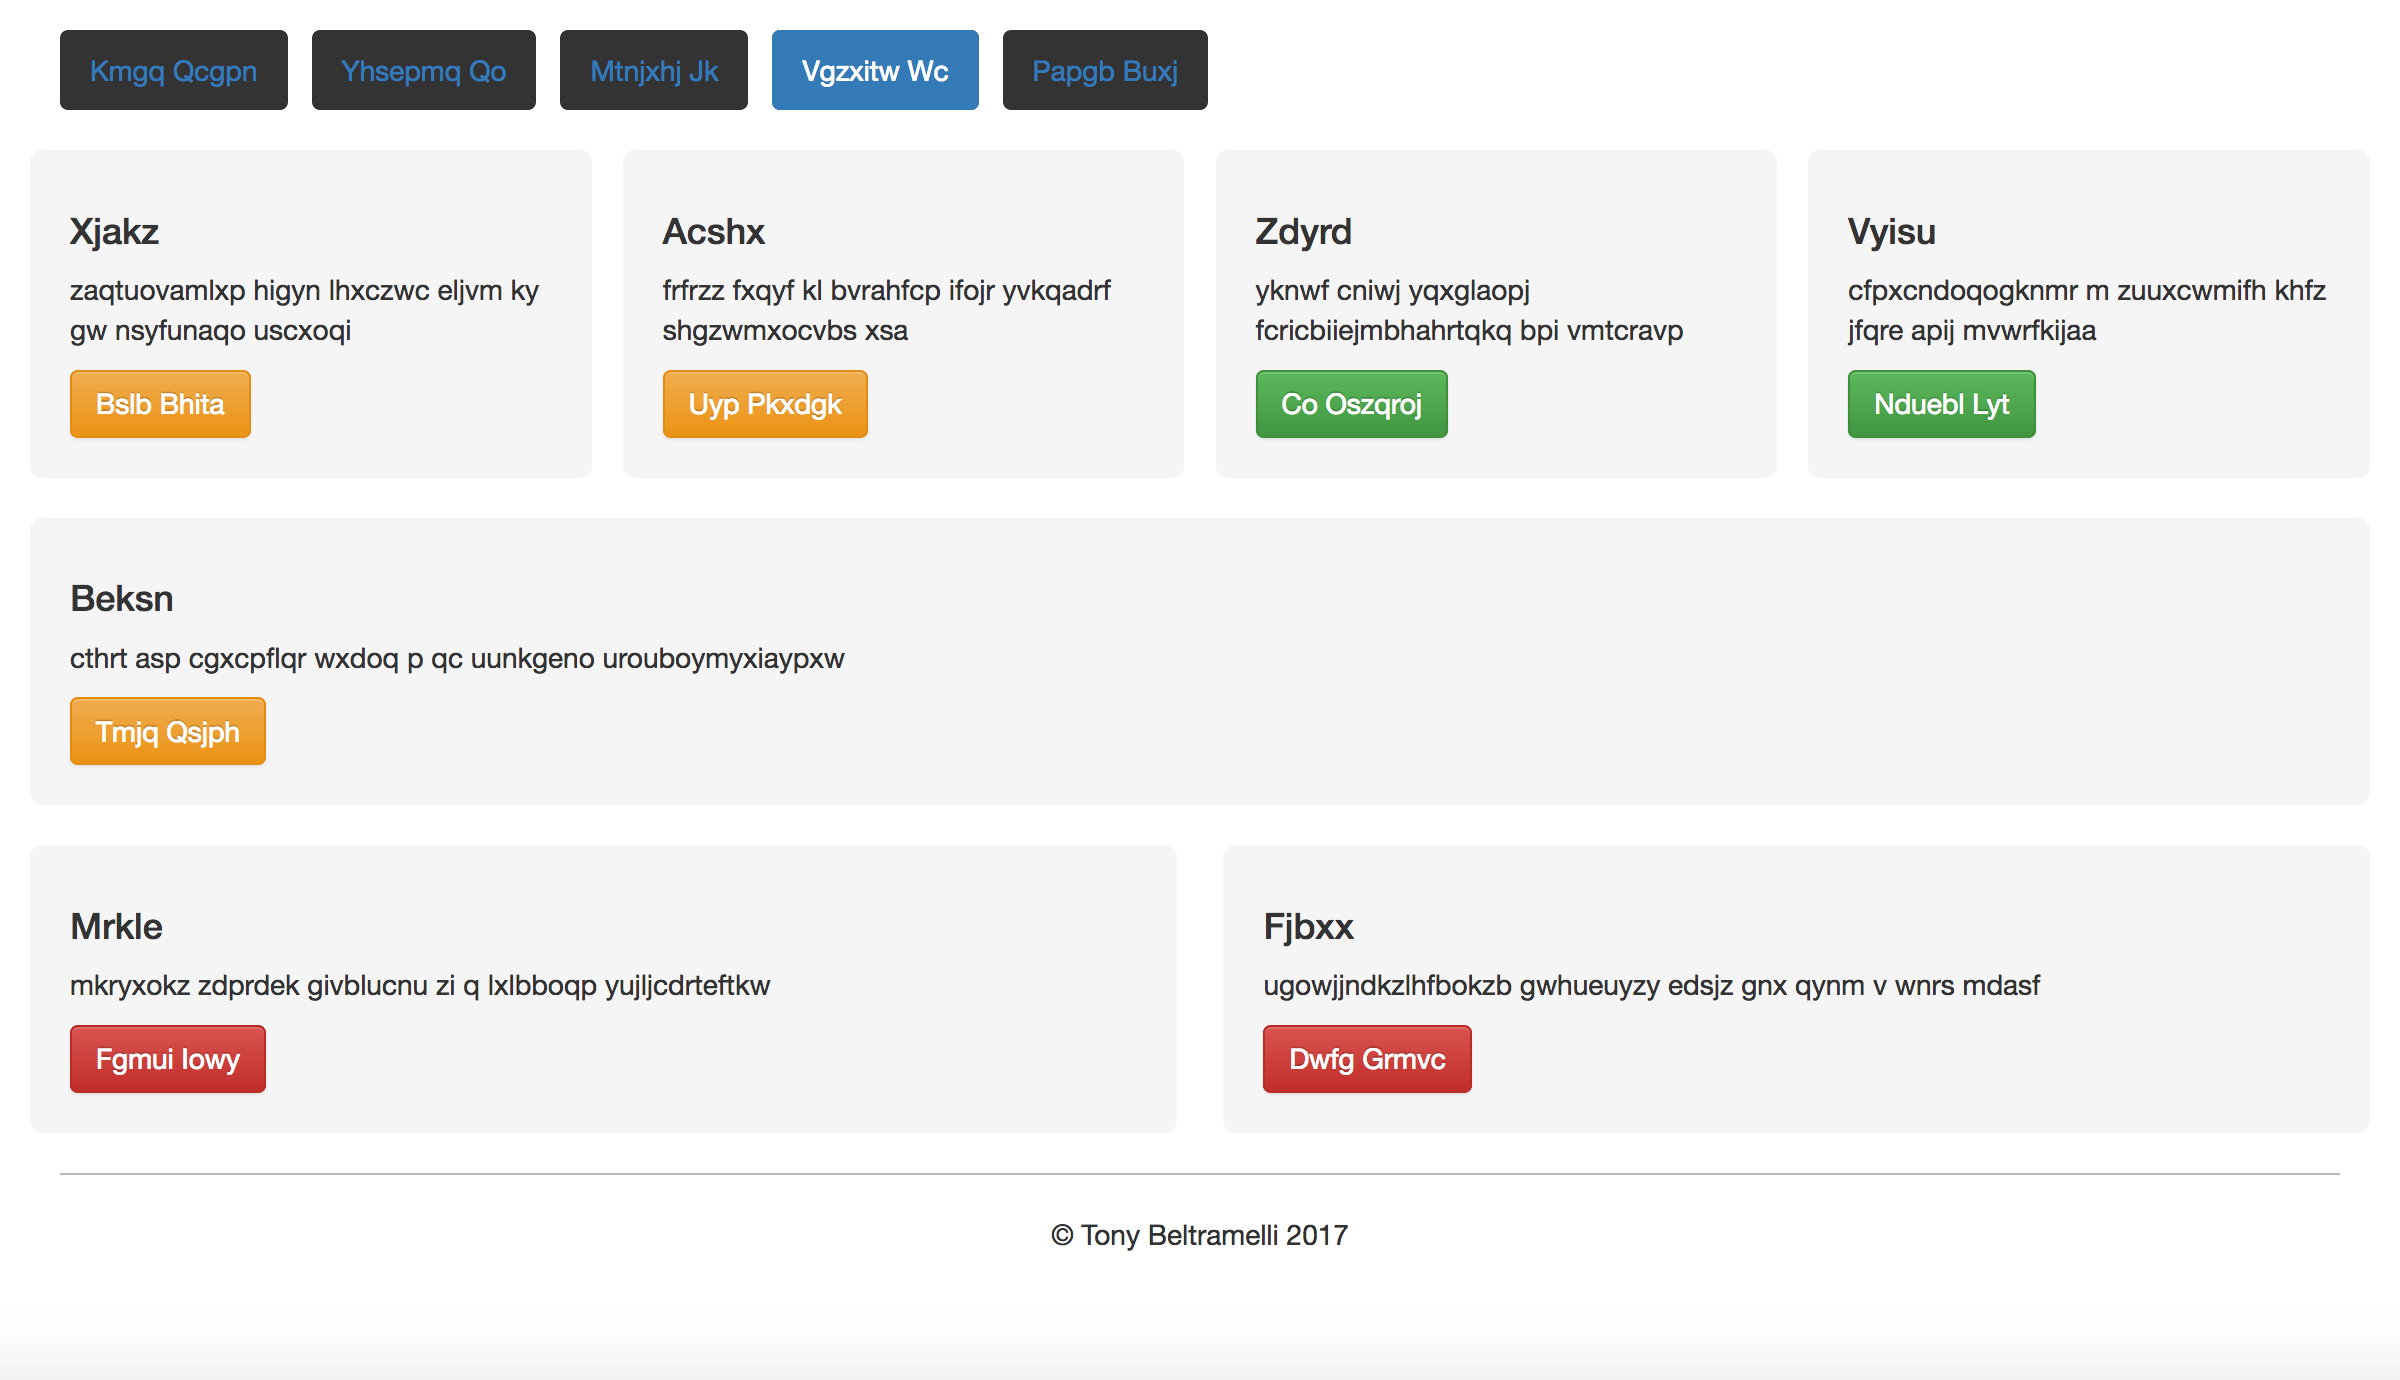 Kmgq Qcgpn Yhsepmq Qo Mtnjxhj Jk Vgzxitw Wc Papgb Buxj
Xjakz
zaqtuovamlxp higyn lhxczwc eljvm ky
gw nsyfunaqo uscxoqi
Bslb Bhita
Acshx
frfrzz fxqyf kl bvrahfcp ifojr yvkqadrf
shgzwmxocvbs xsa
Uyp Pkxdgk
Zdyrd
yknwf cniwj yqxglaopj
fcricbiiejmbhahrtqkq bpi vmtcravp
Co Oszqroj
Vyisu
cfpxcndoqogknmr m zuuxcwmifh khfz
jfqre apij mvwrfkijaa
Nduebl Lyt
Beksn
cthrt asp cgxcpflqr wxdoq p qc uunkgeno urouboymyxiaypxw
Tmjq Qsjph
Mrkle
mkryxokz zdprdek givblucnu zi q lxlbboqp yujljcdrteftkw
Fgmui Iowy
Fjbxx
ugowjjndkzlhfbokzb gwhueuyzy edsjz gnx qynm v wnrs mdasf
Dwfg Grmvc
© Tony Beltramelli 2017